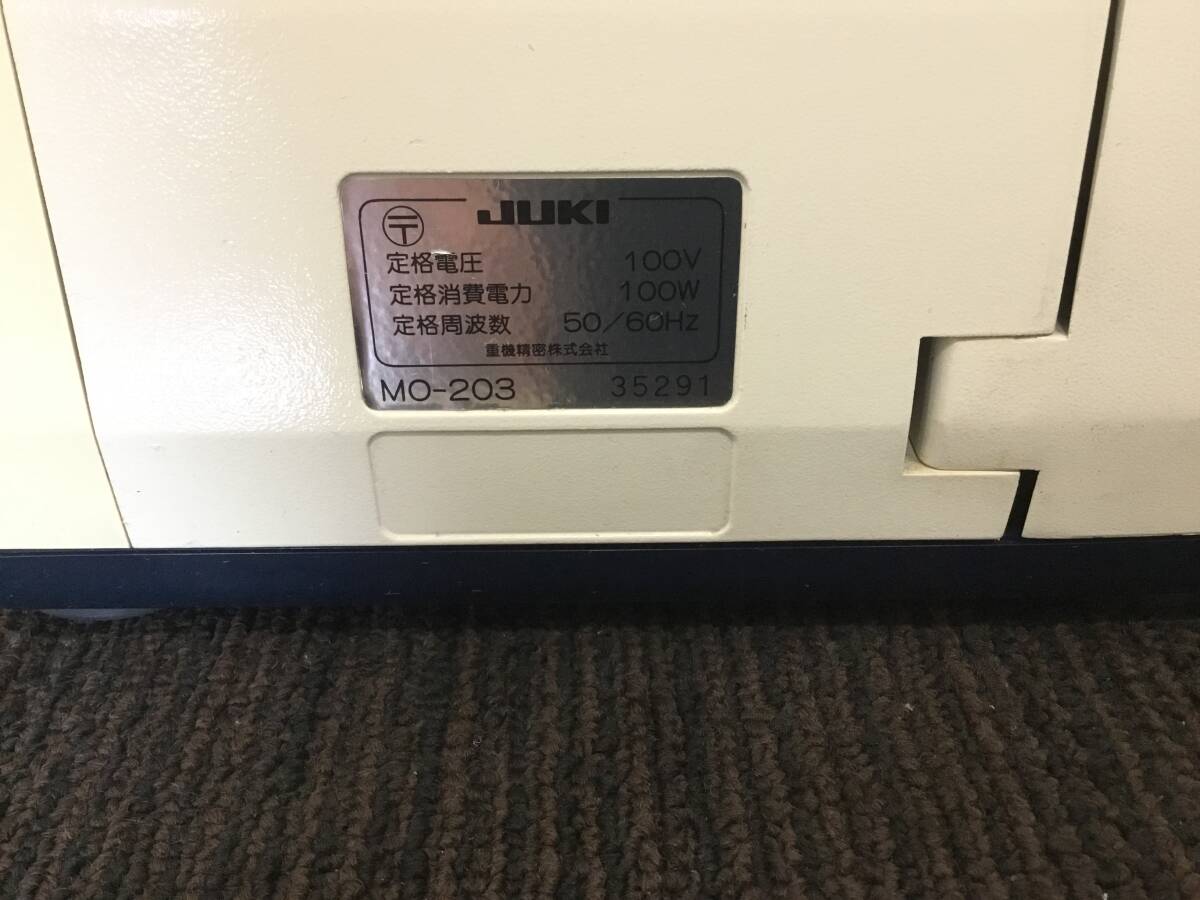 JUKI
〒
定格電圧 100V
定格消費電力 100W
定格周波数 50/60Hz
重機精密株式会社
MO-203 35291